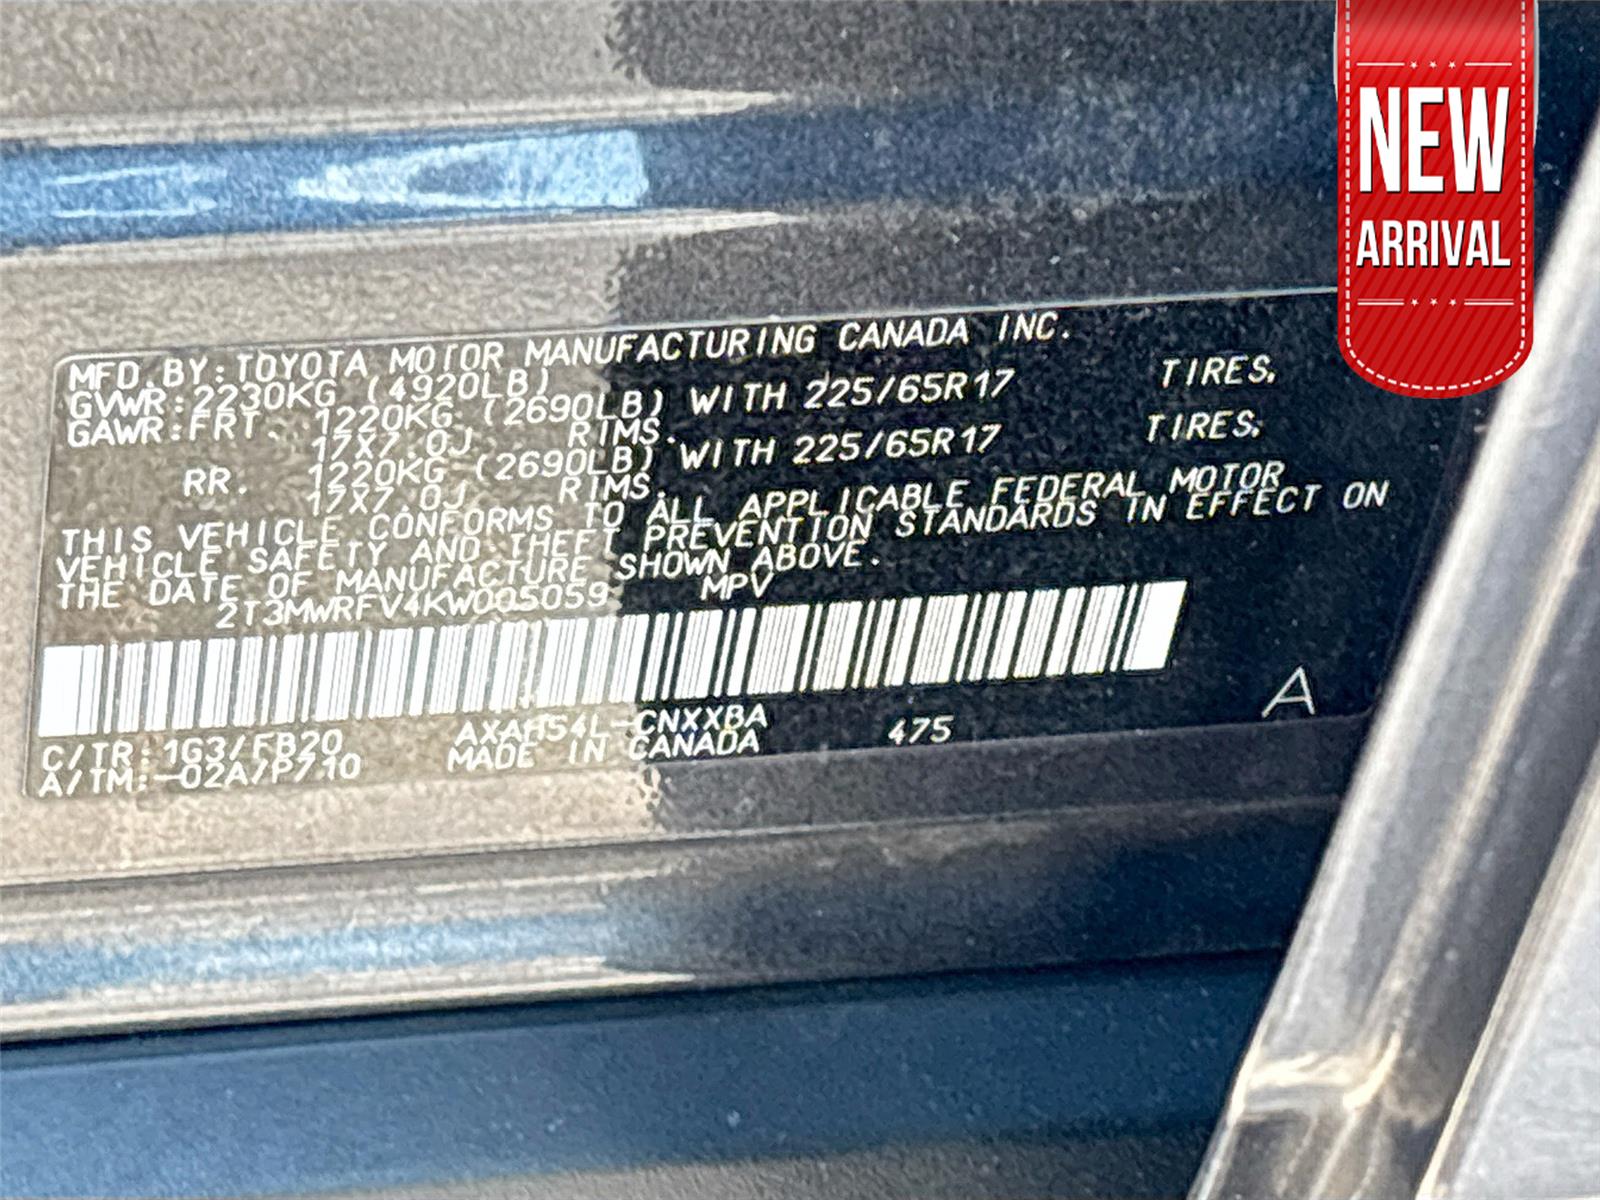 NEW
ARRIVAL
MFD.BY:TOYOTA MOTOR MANUFACTURING CANADA INC.
GVWR:2230KG (4920LB)
GAWR:FRT. 1220KG (2690LB) WITH 225/65R17 TIRES,
17X7.0J RIMS.
RR. 1220KG (2690LB) WITH 225/65R17 TIRES,
17X7.0J RIMS.
THIS VEHICLE CONFORMS TO ALL APPLICABLE FEDERAL MOTOR
VEHICLE SAFETY AND THEFT PREVENTION STANDARDS IN EFFECT ON
THE DATE OF MANUFACTURE SHOWN ABOVE.
2T3MWRFV4KW005059 MPV
C/TR:1G3/FB20 AXAH54L-CNXXBA 475 A
A/TM:-02A/P710 MADE IN CANADA